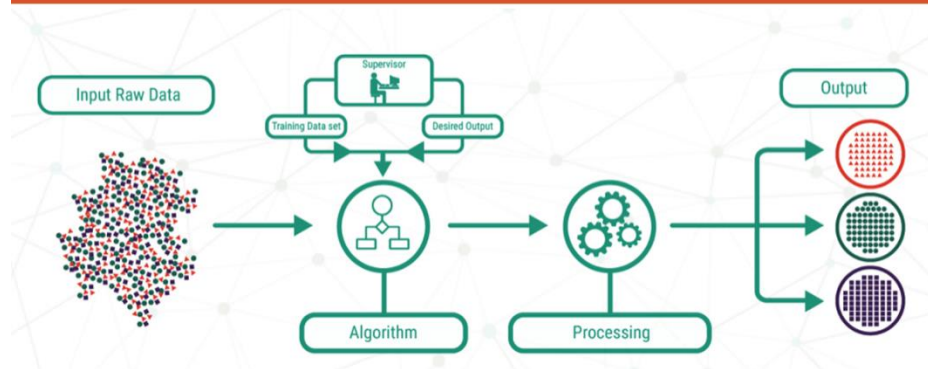 Supervisor
Input Raw Data
Output
Training Data set
Desired Output
Algorithm
Processing